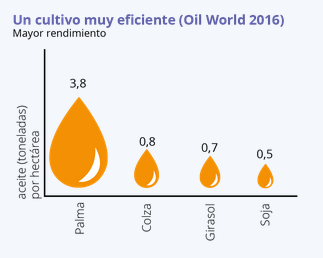 Un cultivo muy eficiente (Oil World 2016)
Mayor rendimiento
3,8
0,8
0,7
0,5
aceite (toneladas)
por hectárea
Palma
Colza
Girasol
Soja